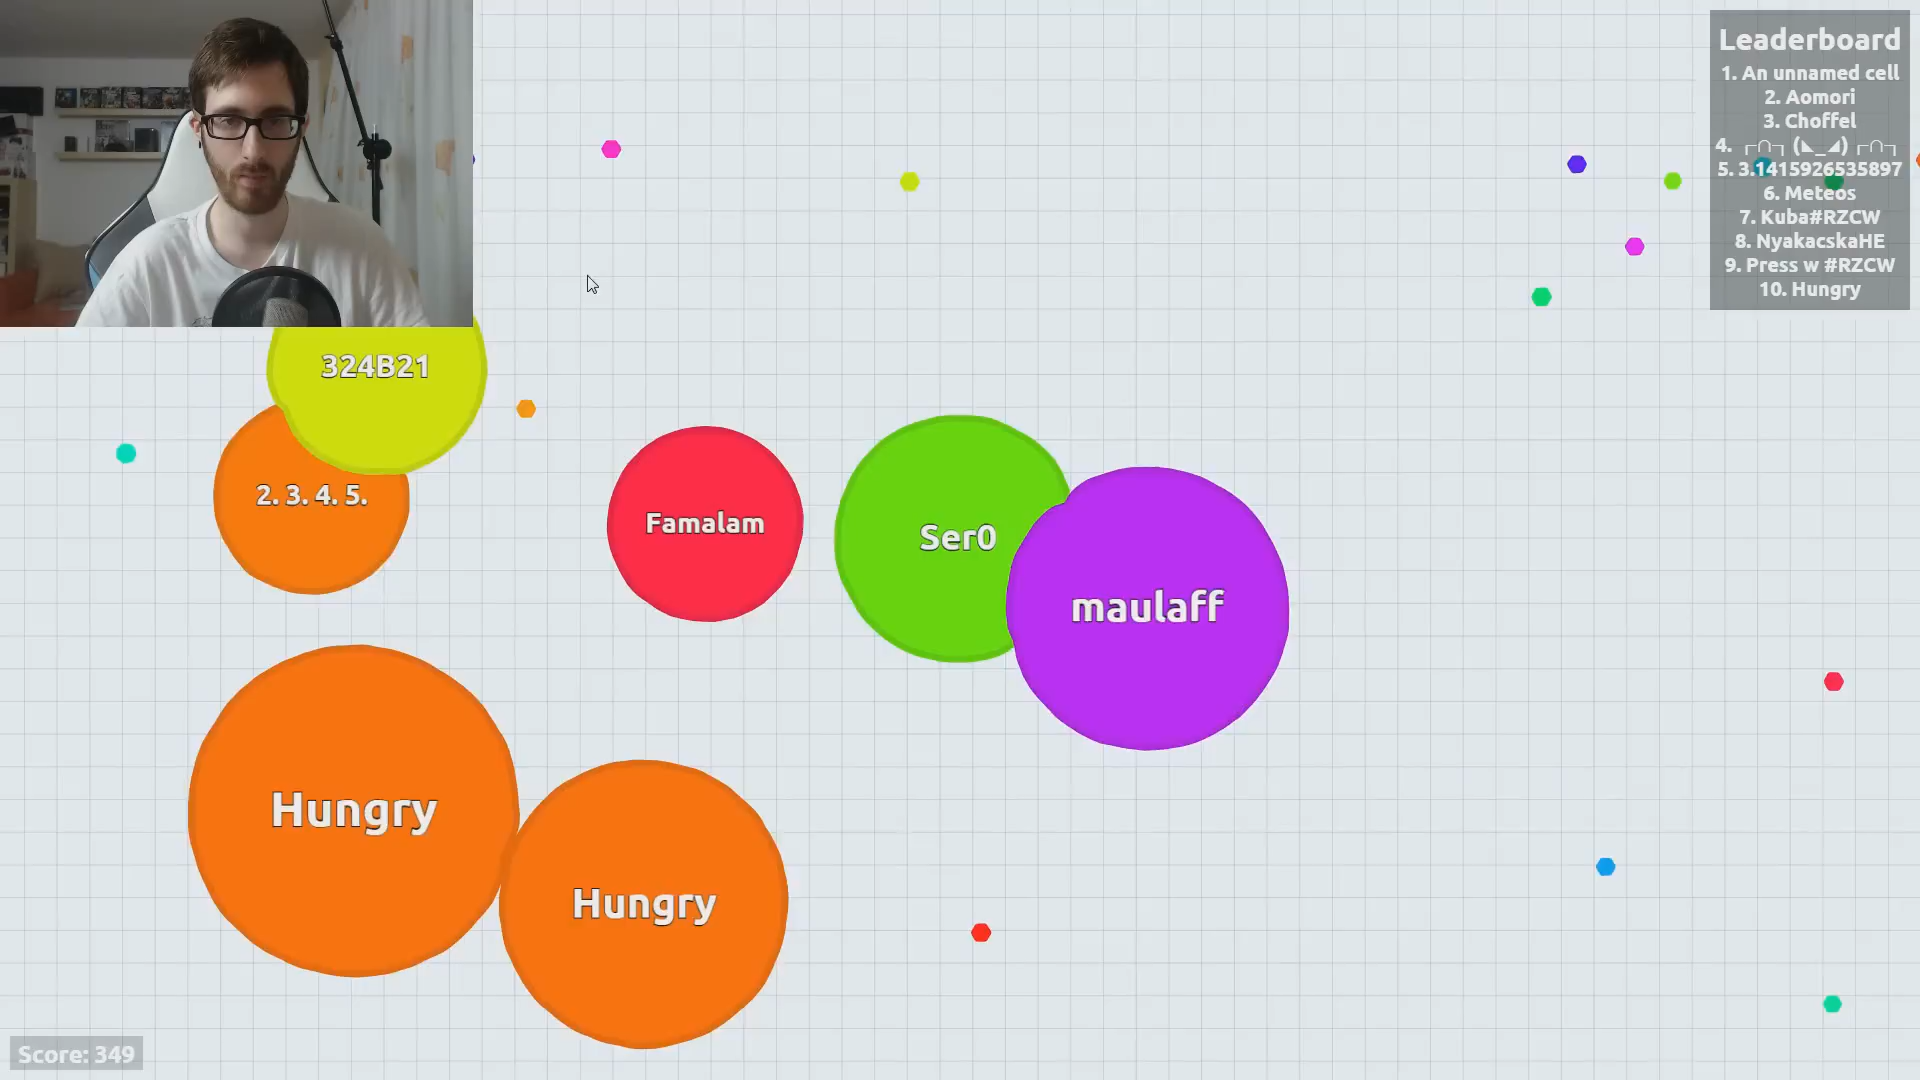 Leaderboard
1. An unnamed cell
2. Aomori
3. Choffel
4. ┌∩┐ (◣_◢) ┌∩┐
5. 3.1415926535897
6. Meteos
7. Kuba#RZCW
8. NyakacskaHE
9. Press w #RZCW
10. Hungry
324B21
2. 3. 4. 5.
Famalam
Ser0
maulaff
Hungry
Hungry
Score: 349